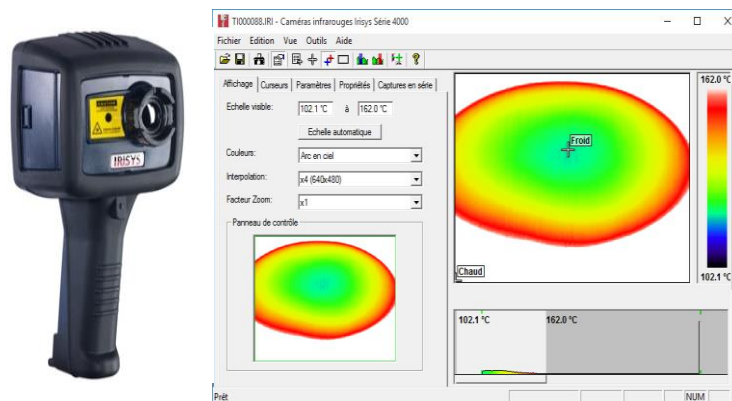 IRISYS
TI000088.IRI - Caméras infrarouges Irisys Série 4000
Fichier Edition Vue Outils Aide
Affichage Curseurs Paramètres Propriétés Captures en série
Echelle visible: 102.1 °C à 162.0 °C
Echelle automatique
Couleurs: Arc en ciel
Interpolation: x4 (640x480)
Facteur Zoom: x1
Panneau de contrôle
162.0 °C
Froid
Chaud
102.1 °C
102.1 °C 162.0 °C
Prêt NUM